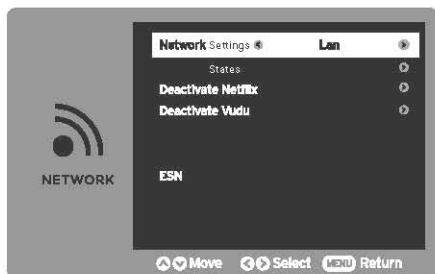 Network Settings Lan
States
Deactivate Netflix
Deactivate Vudu
NETWORK
ESN
Move Select MENU Return